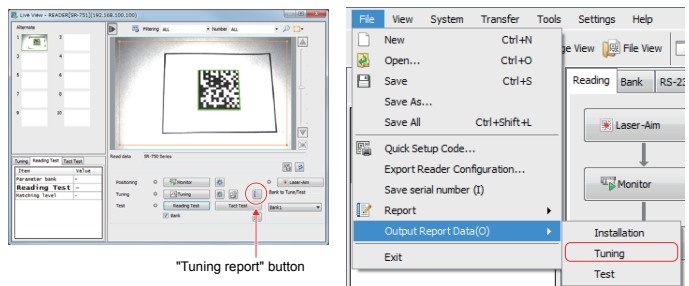 Live View - READER[SR-751](192.168.100.100)
Alternate
Filtering ALL
Number ALL
1 2
3 4
5 6
7 8
9 10
Read data SR-750 Series
Tuning Reading Test Tact Test
Item Value
Parameter bank -
Reading Test -
Matching level -
Positioning Monitor Laser-Aim
Tuning Tuning Bank to Tune/Test
Test Reading Test Tact Test Bank1
Bank
"Tuning report" button
File View System Transfer Tools Settings Help
New Ctrl+N
Open... Ctrl+O
Save Ctrl+S
Save As...
Save All Ctrl+Shift+L
Quick Setup Code...
Export Reader Configuration...
Save serial number (I)
Report
Output Report Data(O)
Exit
Installation
Tuning
Test
ge View File View
Reading Bank RS-23
Laser-Aim
Monitor